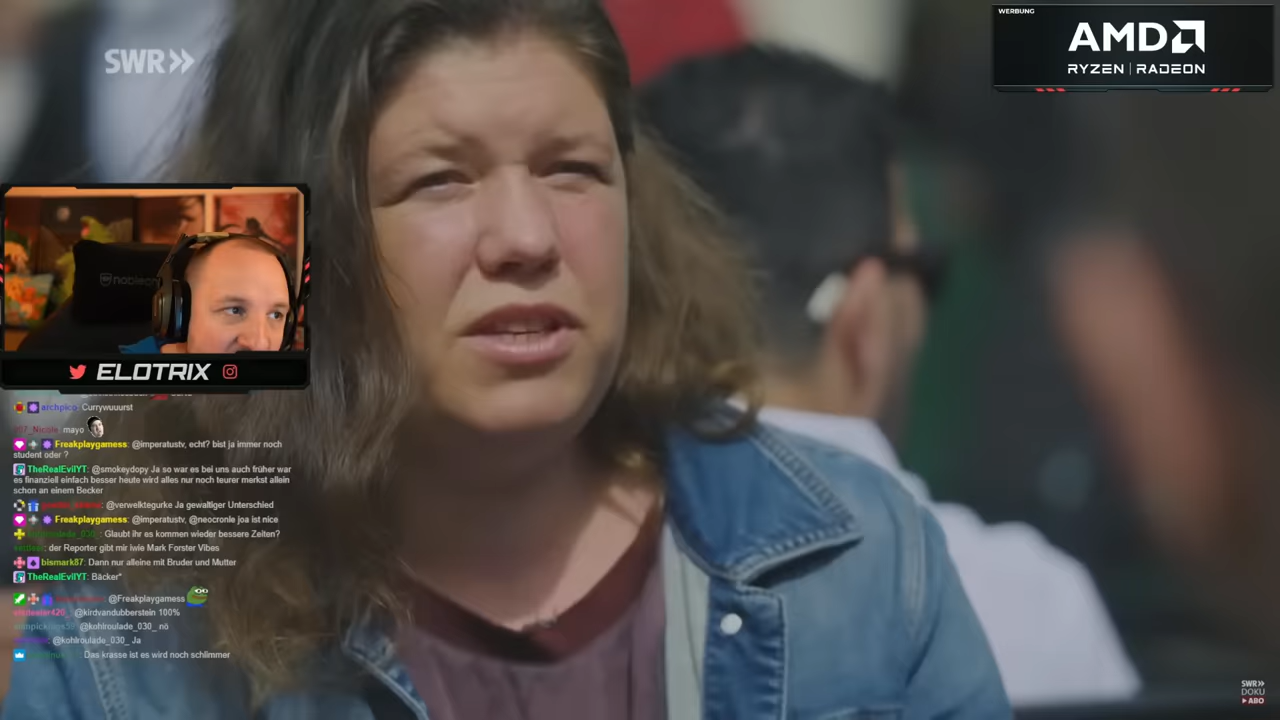 SWR»
WERBUNG
AMD
RYZEN | RADEON
ELOTRIX
archpico Currywuuurst
mayo
Freakplaygamess: @imperatustv, echt? bist ja immer noch
student oder ?
TheRealEvilYT: @smokeydopy Ja so war es bei uns auch früher war
es finanziell einfach besser heute wird alles nur noch teurer merkst allein
schon an einem Becker
: @verwelktegurke Ja gewaltiger Unterschied
Freakplaygamess: @imperatustv, @neocronle joa ist nice
: Glaubt ihr es kommen wieder bessere Zeiten?
: der Reporter gibt mir iwie Mark Forster Vibes
bismark87: Dann nur alleine mit Bruder und Mutter
TheRealEvilYT: Bäcker*
@Freakplaygamess
: @kirdvandubberstein 100%
@kohlroulade_030_ nö
: @kohlroulade_030_ Ja
Das krasse ist es wird noch schlimmer
SWR»
DOKU
ABO